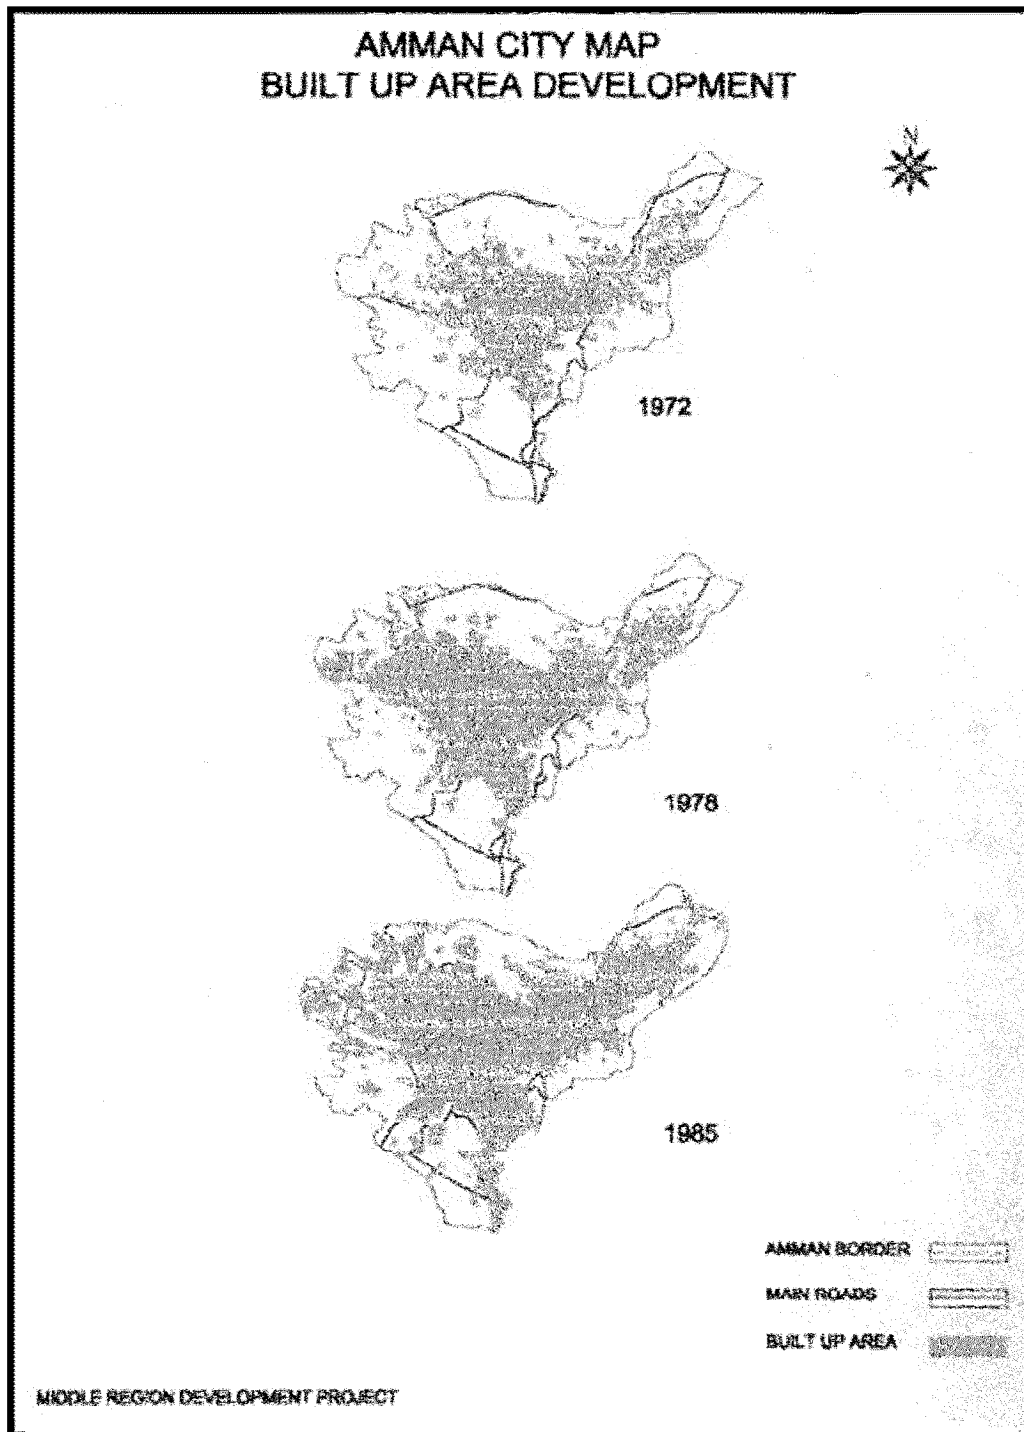 AMMAN CITY MAP
BUILT UP AREA DEVELOPMENT
N
1972
1978
1985
AMMAN BORDER
MAIN ROADS
BUILT UP AREA
MIDDLE REGION DEVELOPMENT PROJECT